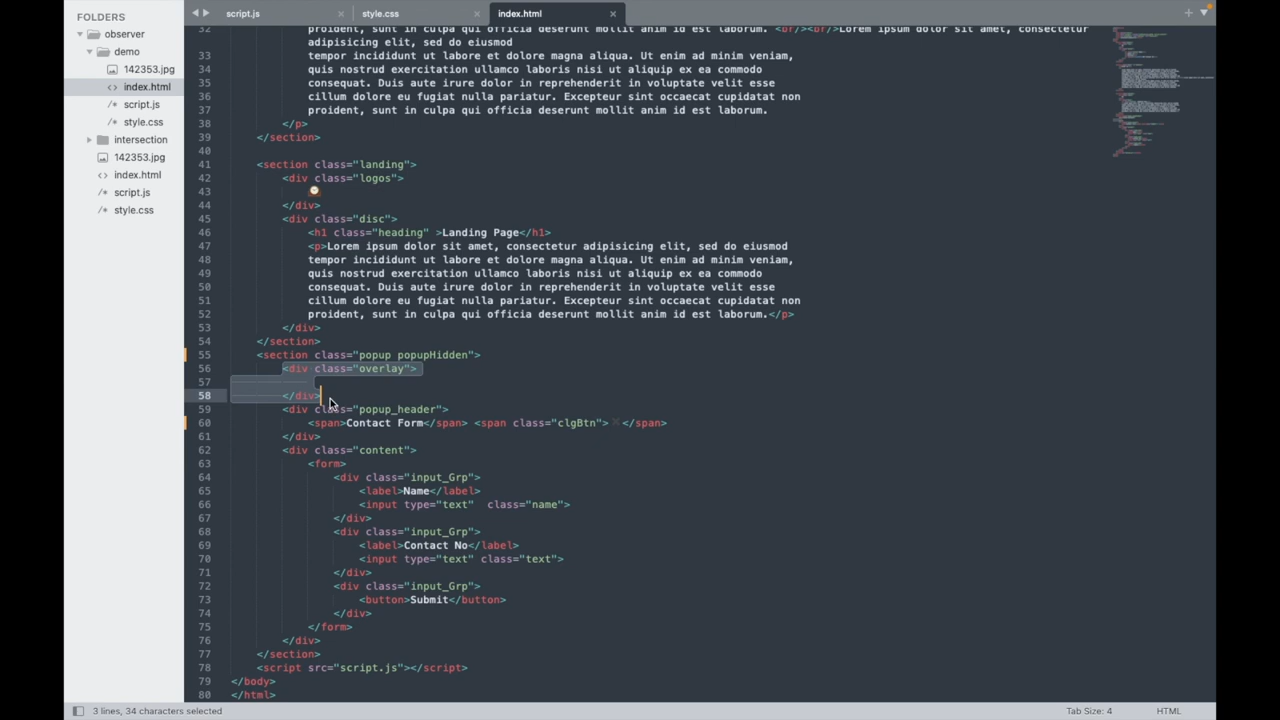 FOLDERS
observer
demo
142353.jpg
index.html
script.js
style.css
intersection
142353.jpg
index.html
script.js
style.css
script.js
style.css
index.html
32 proident, sunt in culpa qui officia deserunt mollit anim id est laborum. <br/><br/>Lorem ipsum dolor sit amet, consectetur
adipisicing elit, sed do eiusmod
33 tempor incididunt ut labore et dolore magna aliqua. Ut enim ad minim veniam,
34 quis nostrud exercitation ullamco laboris nisi ut aliquip ex ea commodo
35 consequat. Duis aute irure dolor in reprehenderit in voluptate velit esse
36 cillum dolore eu fugiat nulla pariatur. Excepteur sint occaecat cupidatat non
37 proident, sunt in culpa qui officia deserunt mollit anim id est laborum.
38 </p>
39 </section>
40
41 <section class="landing">
42 <div class="logos">
43
44 </div>
45 <div class="disc">
46 <h1 class="heading" >Landing Page</h1>
47 <p>Lorem ipsum dolor sit amet, consectetur adipisicing elit, sed do eiusmod
48 tempor incididunt ut labore et dolore magna aliqua. Ut enim ad minim veniam,
49 quis nostrud exercitation ullamco laboris nisi ut aliquip ex ea commodo
50 consequat. Duis aute irure dolor in reprehenderit in voluptate velit esse
51 cillum dolore eu fugiat nulla pariatur. Excepteur sint occaecat cupidatat non
52 proident, sunt in culpa qui officia deserunt mollit anim id est laborum.</p>
53 </div>
54 </section>
55 <section class="popup popupHidden">
56 <div class="overlay">
57
58 </div>
59 <div class="popup_header">
60 <span>Contact Form</span> <span class="clgBtn"> </span>
61 </div>
62 <div class="content">
63 <form>
64 <div class="input_Grp">
65 <label>Name</label>
66 <input type="text"  class="name">
67 </div>
68 <div class="input_Grp">
69 <label>Contact No</label>
70 <input type="text" class="text">
71 </div>
72 <div class="input_Grp">
73 <button>Submit</button>
74 </div>
75 </form>
76 </div>
77 </section>
78 <script src="script.js"></script>
79 </body>
80 </html>
3 lines, 34 characters selected
Tab Size: 4
HTML